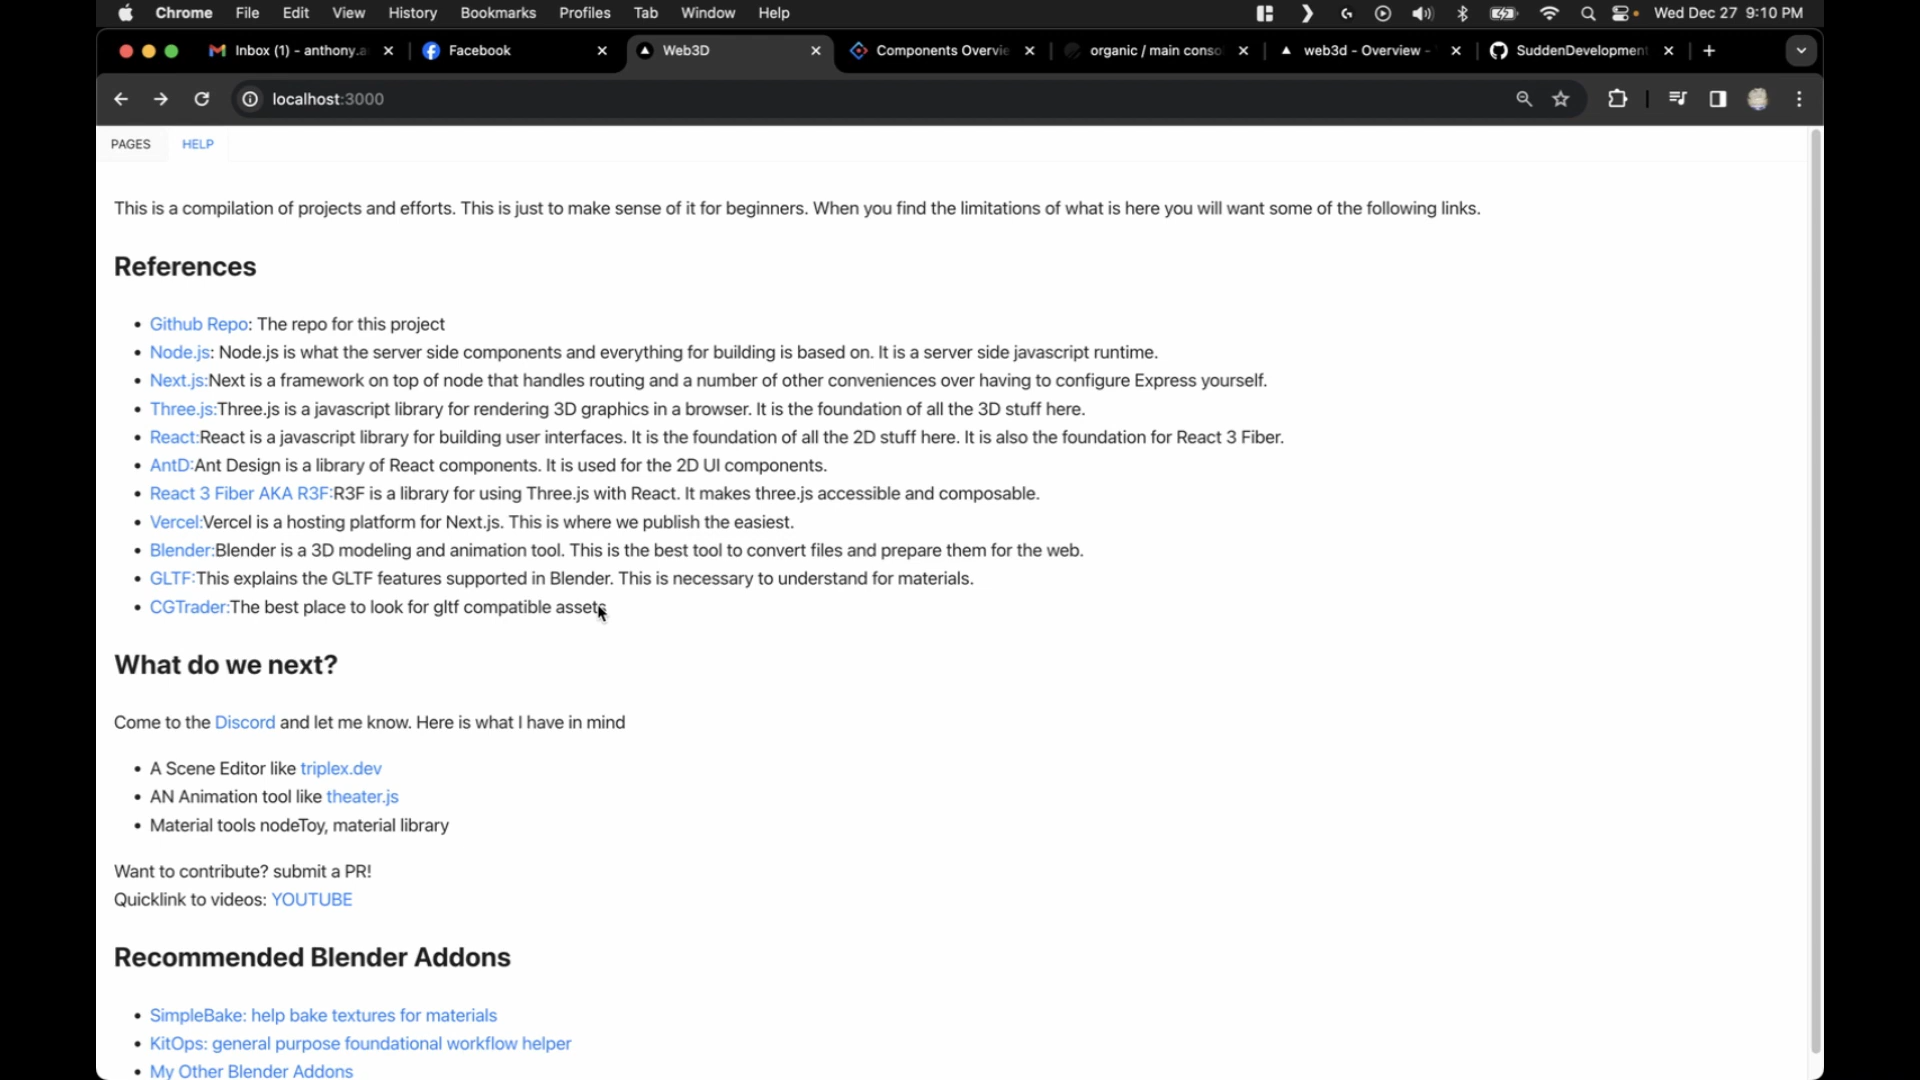 Chrome File Edit View History Bookmarks Profiles Tab Window Help Wed Dec 27 9:10 PM
Inbox (1) - anthony.a Facebook Web3D Components Overvie organic / main conso web3d - Overview - SuddenDevelopment
localhost:3000
PAGES HELP
This is a compilation of projects and efforts. This is just to make sense of it for beginners. When you find the limitations of what is here you will want some of the following links.
References
• Github Repo: The repo for this project
• Node.js: Node.js is what the server side components and everything for building is based on. It is a server side javascript runtime.
• Next.js:Next is a framework on top of node that handles routing and a number of other conveniences over having to configure Express yourself.
• Three.js:Three.js is a javascript library for rendering 3D graphics in a browser. It is the foundation of all the 3D stuff here.
• React:React is a javascript library for building user interfaces. It is the foundation of all the 2D stuff here. It is also the foundation for React 3 Fiber.
• AntD:Ant Design is a library of React components. It is used for the 2D UI components.
• React 3 Fiber AKA R3F:R3F is a library for using Three.js with React. It makes three.js accessible and composable.
• Vercel:Vercel is a hosting platform for Next.js. This is where we publish the easiest.
• Blender:Blender is a 3D modeling and animation tool. This is the best tool to convert files and prepare them for the web.
• GLTF:This explains the GLTF features supported in Blender. This is necessary to understand for materials.
• CGTrader:The best place to look for gltf compatible assets
What do we next?
Come to the Discord and let me know. Here is what I have in mind
• A Scene Editor like triplex.dev
• AN Animation tool like theater.js
• Material tools nodeToy, material library
Want to contribute? submit a PR!
Quicklink to videos: YOUTUBE
Recommended Blender Addons
• SimpleBake: help bake textures for materials
• KitOps: general purpose foundational workflow helper
• My Other Blender Addons